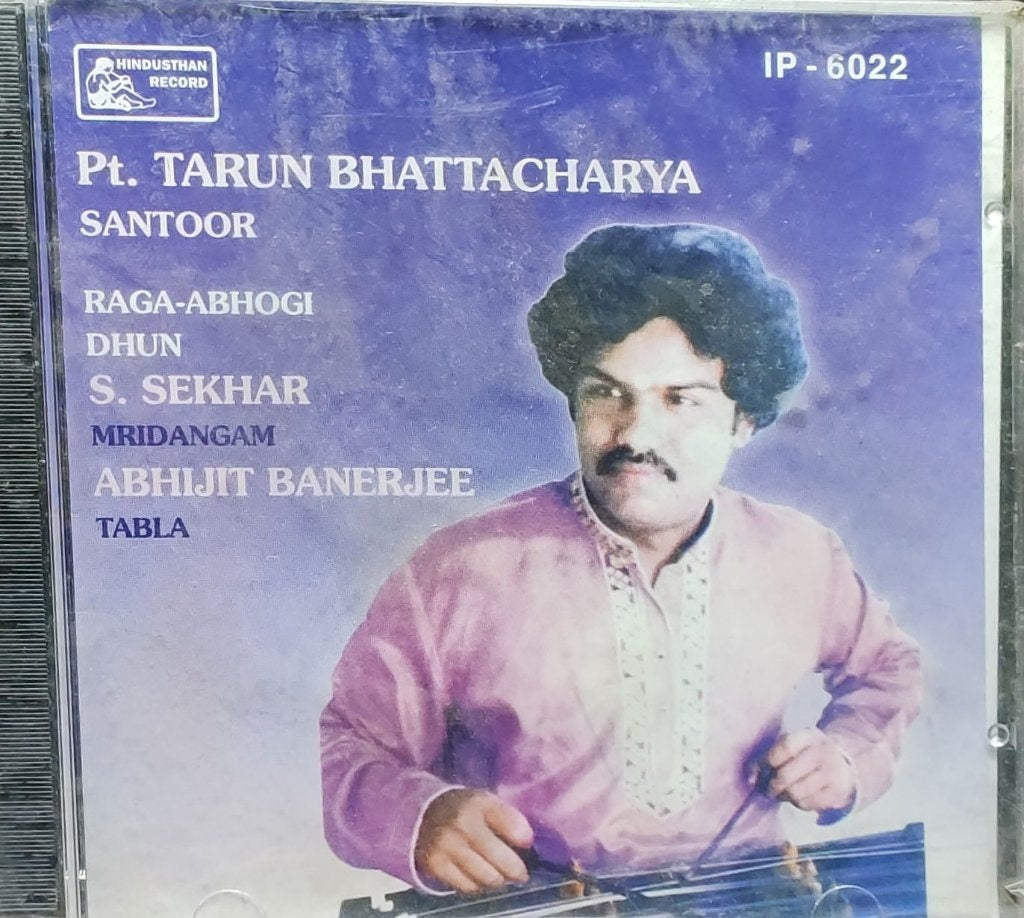 HINDUSTHAN
RECORD
IP - 6022
Pt. TARUN BHATTACHARYA
SANTOOR
RAGA-ABHOGI
DHUN
S. SEKHAR
MRIDANGAM
ABHIJIT BANERJEE
TABLA